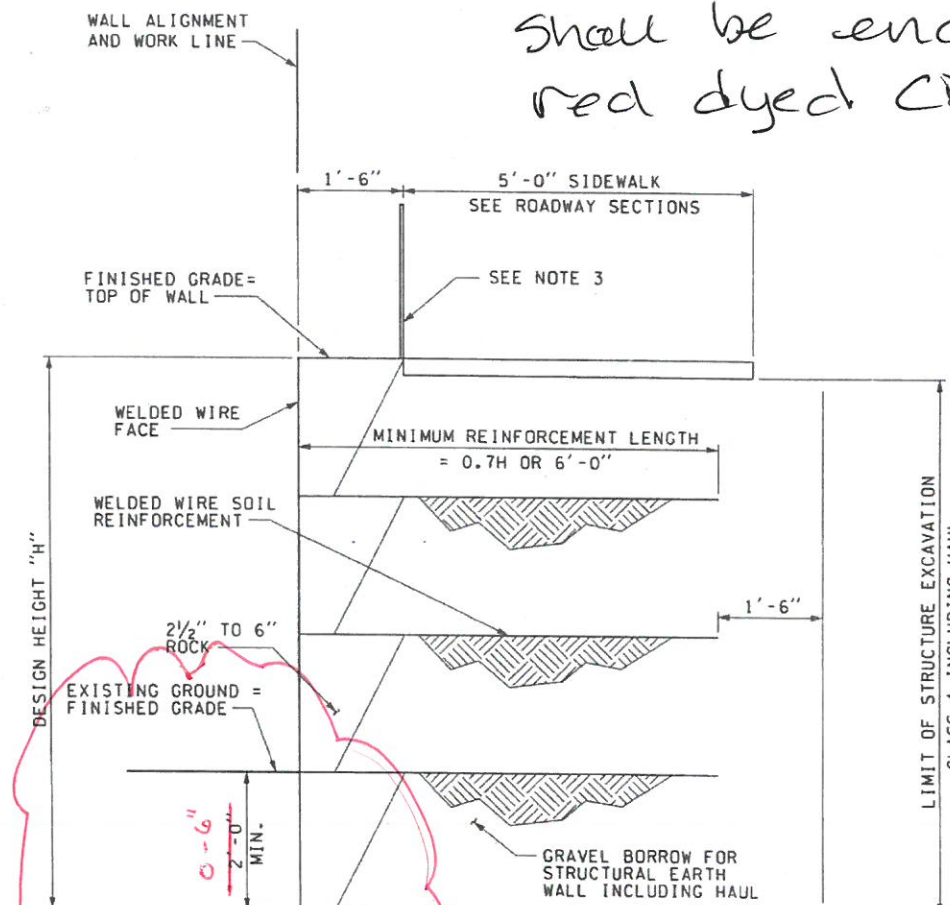 WALL ALIGNMENT
AND WORK LINE
shall be
red dyed
1'-6"
5'-0" SIDEWALK
SEE ROADWAY SECTIONS
FINISHED GRADE=
TOP OF WALL
SEE NOTE 3
WELDED WIRE
FACE
MINIMUM REINFORCEMENT LENGTH
= 0.7H OR 6'-0"
WELDED WIRE SOIL
REINFORCEMENT
DESIGN HEIGHT "H"
2½" TO 6"
ROCK
1'-6"
EXISTING GROUND =
FINISHED GRADE
LIMIT OF STRUCTURE EXCAVATION
0-6"
2'-0"
MIN.
GRAVEL BORROW FOR
STRUCTURAL EARTH
WALL INCLUDING HAUL